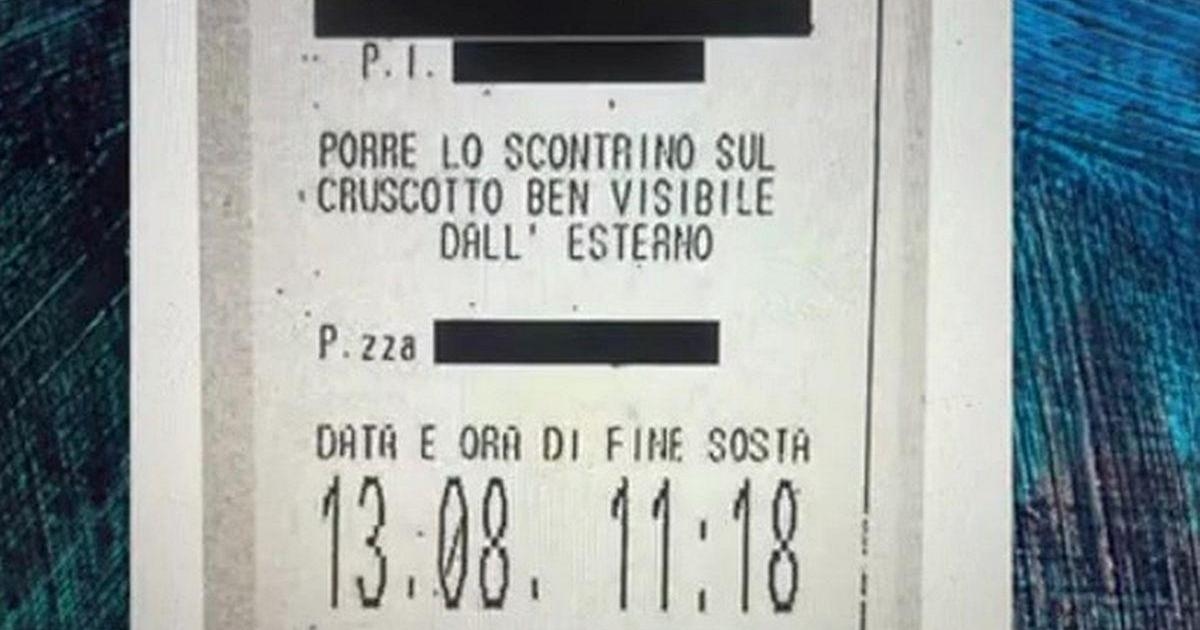 P.I.
PORRE LO SCONTRINO SUL
CRUSCOTTO BEN VISIBILE
DALL' ESTERNO
P.zza
DATA E ORA DI FINE SOSTA
13.08. 11:18